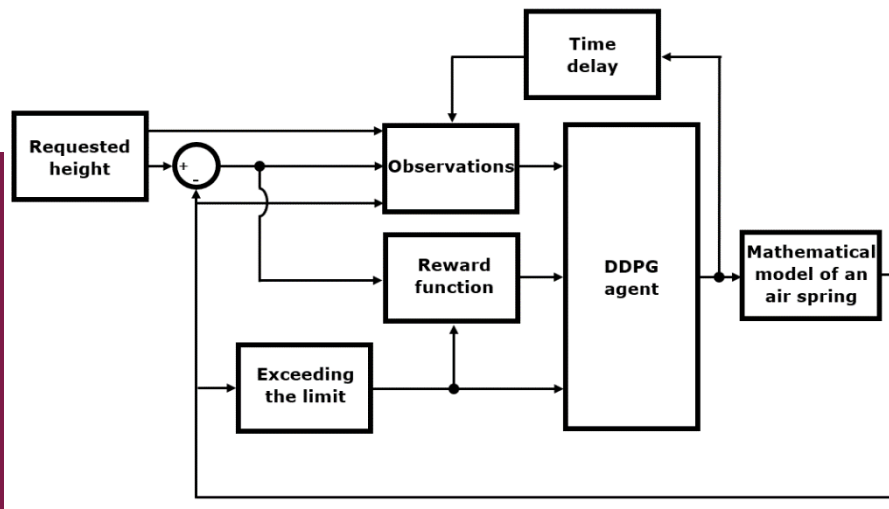 Time
delay
Requested
height
+
-
Observations
Reward
function
DDPG
agent
Mathematical
model of an
air spring
Exceeding
the limit